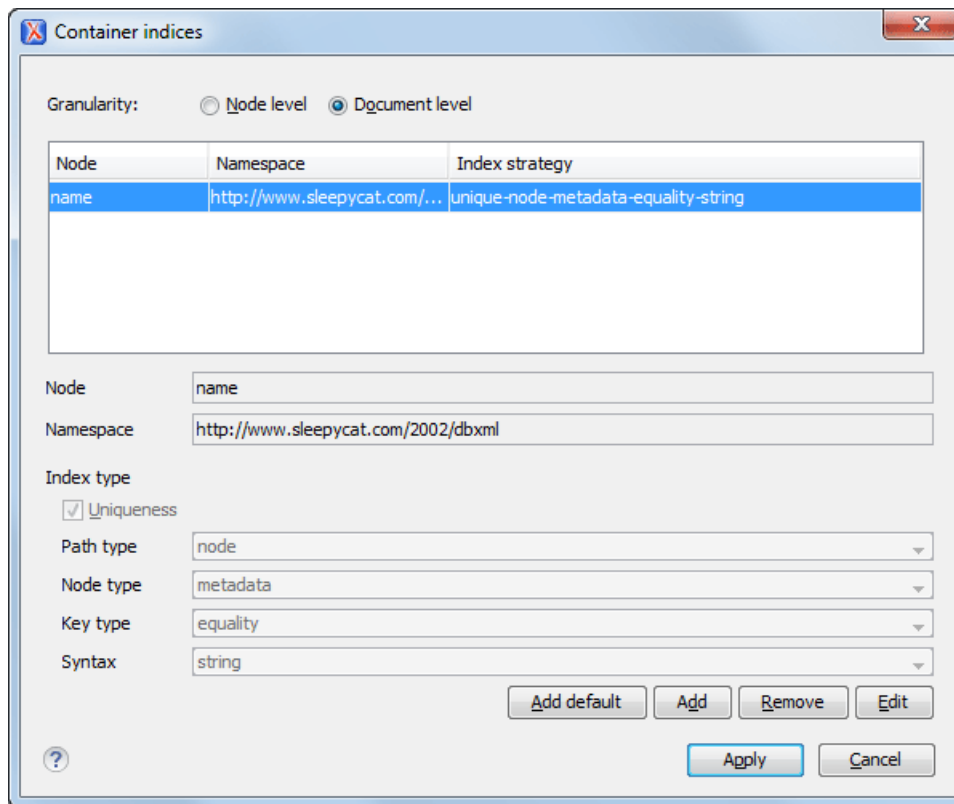 Container indices
Granularity: Node level Document level
Node Namespace Index strategy
name http://www.sleepycat.com/... unique-node-metadata-equality-string
Node name
Namespace http://www.sleepycat.com/2002/dbxml
Index type
Uniqueness
Path type node
Node type metadata
Key type equality
Syntax string
Add default Add Remove Edit
? Apply Cancel